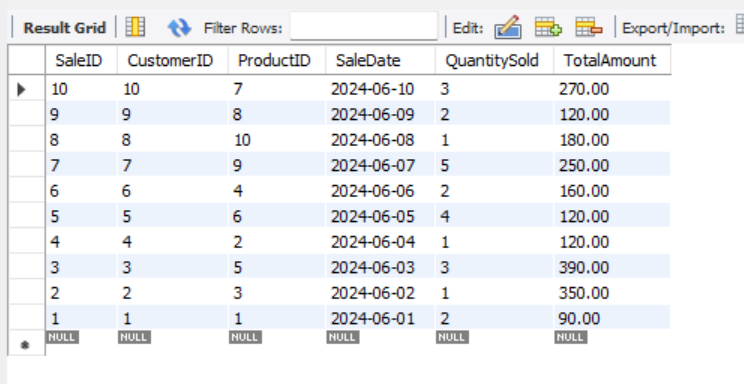 Result Grid Filter Rows: Edit: Export/Import:
SaleID CustomerID ProductID SaleDate QuantitySold TotalAmount
10 10 7 2024-06-10 3 270.00
9 9 8 2024-06-09 2 120.00
8 8 10 2024-06-08 1 180.00
7 7 9 2024-06-07 5 250.00
6 6 4 2024-06-06 2 160.00
5 5 6 2024-06-05 4 120.00
4 4 2 2024-06-04 1 120.00
3 3 5 2024-06-03 3 390.00
2 2 3 2024-06-02 1 350.00
1 1 1 2024-06-01 2 90.00
NULL NULL NULL NULL NULL NULL